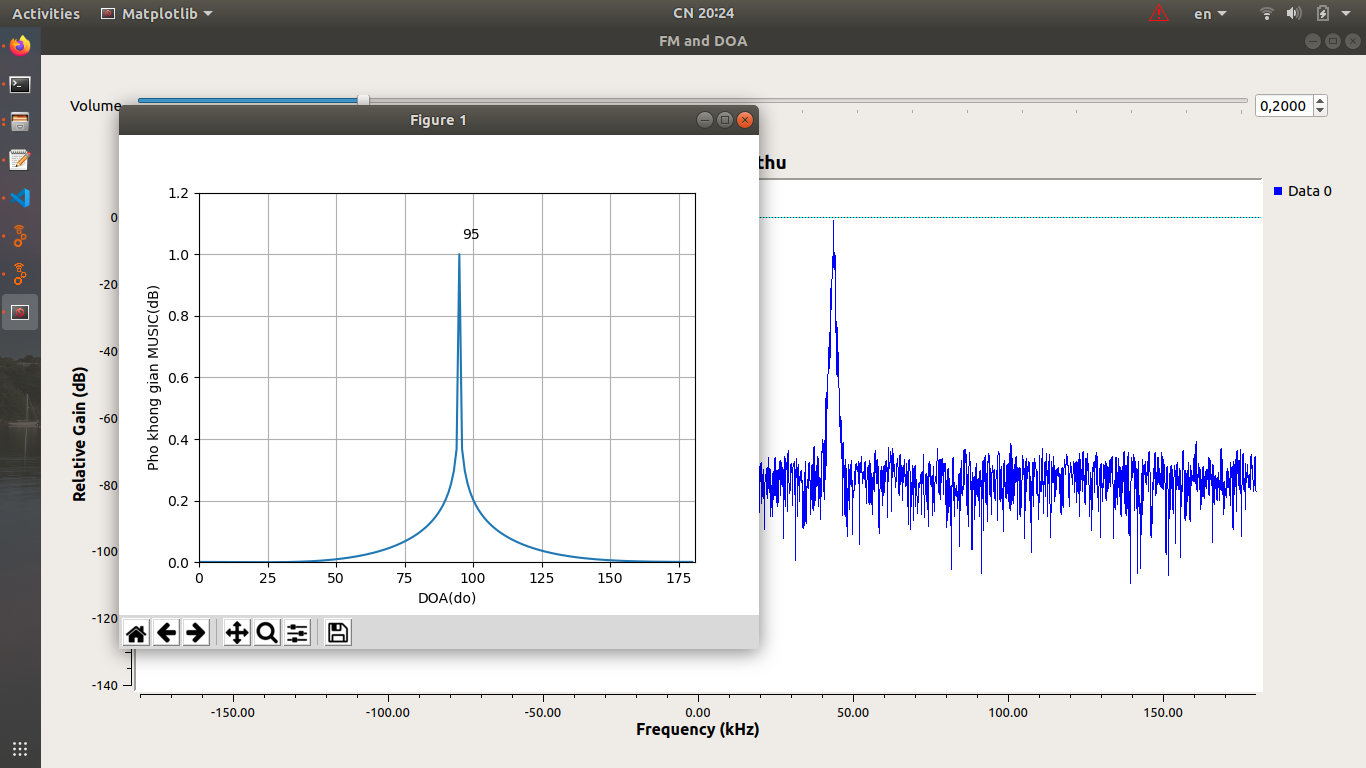 Activities
Matplotlib
CN 20:24
en
FM and DOA
Volume
0,2000
Figure 1
thu
Data 0
1.2
1.0
0.8
0.6
0.4
0.2
0.0
95
Pho khong gian MUSIC(dB)
0 25 50 75 100 125 150 175
DOA(do)
0
-20
-40
-60
-80
-100
-120
-140
Relative Gain (dB)
-150.00 -100.00 -50.00 0.00 50.00 100.00 150.00
Frequency (kHz)